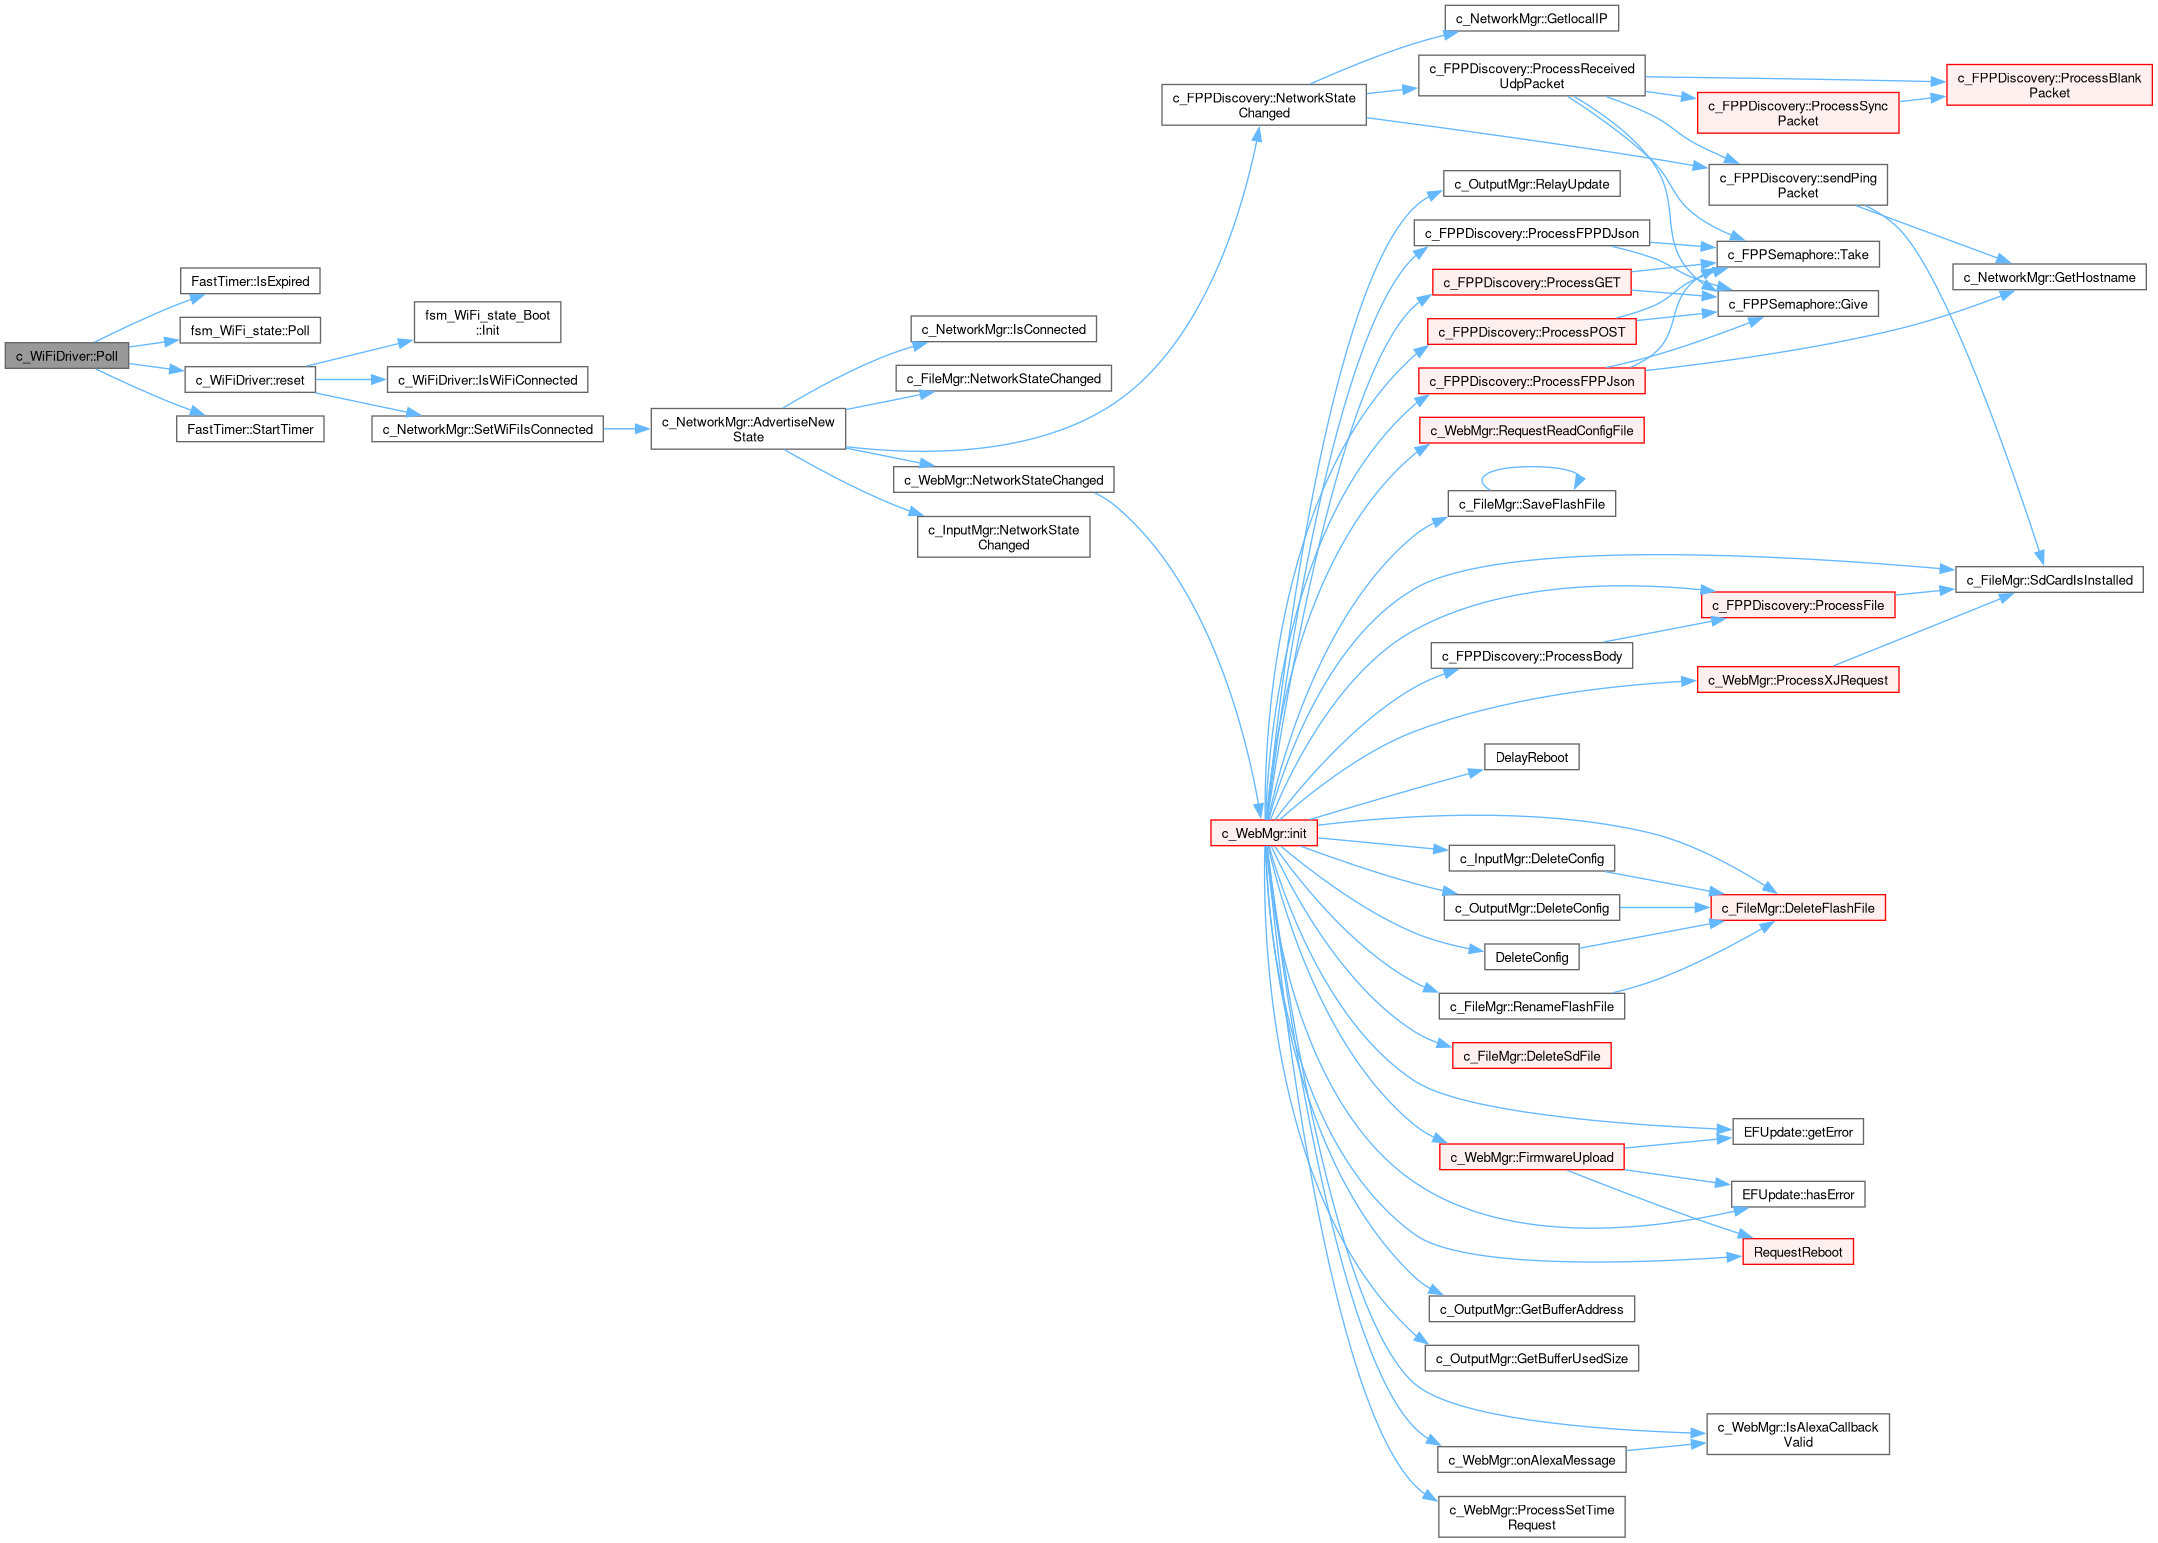 c_WiFiDriver::Poll
FastTimer::IsExpired
fsm_WiFi_state::Poll
c_WiFiDriver::reset
FastTimer::StartTimer
fsm_WiFi_state_Boot
::Init
c_WiFiDriver::IsWiFiConnected
c_NetworkMgr::SetWiFiIsConnected
c_NetworkMgr::AdvertiseNew
State
c_NetworkMgr::IsConnected
c_FileMgr::NetworkStateChanged
c_WebMgr::NetworkStateChanged
c_InputMgr::NetworkState
Changed
c_FPPDiscovery::NetworkState
Changed
c_WebMgr::init
c_NetworkMgr::GetlocalIP
c_FPPDiscovery::ProcessReceived
UdpPacket
c_OutputMgr::RelayUpdate
c_FPPDiscovery::ProcessFPPDJson
c_FPPDiscovery::ProcessGET
c_FPPDiscovery::ProcessPOST
c_FPPDiscovery::ProcessFPPJson
c_WebMgr::RequestReadConfigFile
c_FileMgr::SaveFlashFile
c_FPPDiscovery::ProcessBody
DelayReboot
c_InputMgr::DeleteConfig
c_OutputMgr::DeleteConfig
DeleteConfig
c_FileMgr::RenameFlashFile
c_FileMgr::DeleteSdFile
c_WebMgr::FirmwareUpload
c_OutputMgr::GetBufferAddress
c_OutputMgr::GetBufferUsedSize
c_WebMgr::onAlexaMessage
c_WebMgr::ProcessSetTime
Request
c_FPPDiscovery::ProcessSync
Packet
c_FPPDiscovery::sendPing
Packet
c_FPPSemaphore::Take
c_FPPSemaphore::Give
c_FPPDiscovery::ProcessFile
c_WebMgr::ProcessXJRequest
c_FileMgr::DeleteFlashFile
EFUpdate::getError
EFUpdate::hasError
RequestReboot
c_WebMgr::IsAlexaCallback
Valid
c_FPPDiscovery::ProcessBlank
Packet
c_NetworkMgr::GetHostname
c_FileMgr::SdCardIsInstalled